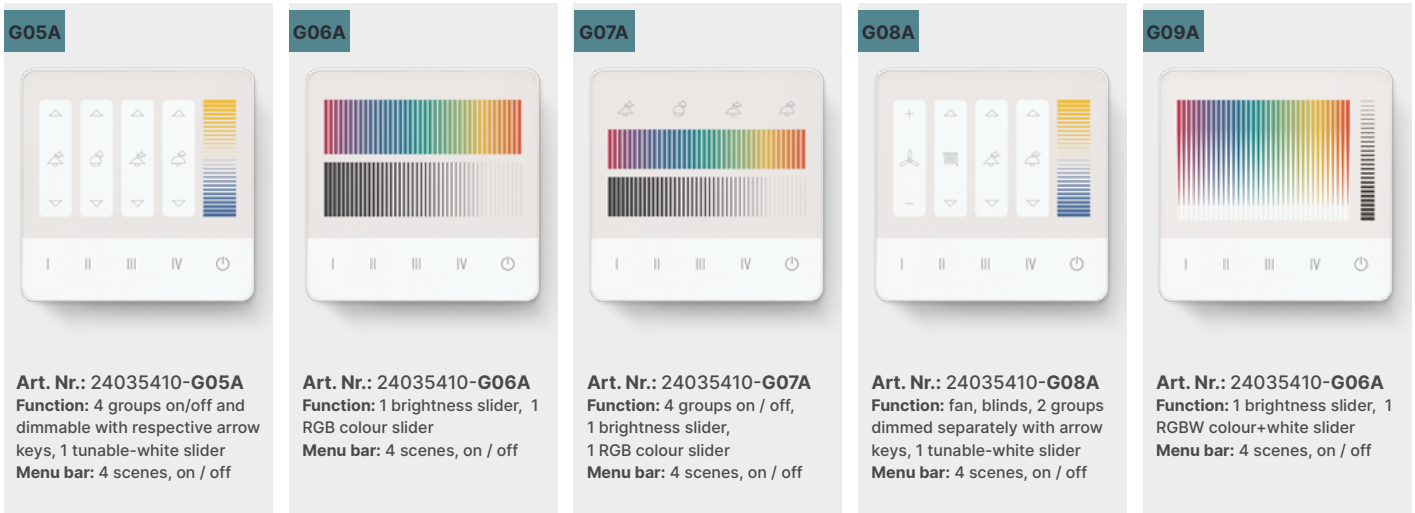 G05A
I II III IV
Art. Nr.: 24035410-G05A
Function: 4 groups on/off and
dimmable with respective arrow
keys, 1 tunable-white slider
Menu bar: 4 scenes, on / off
G06A
I II III IV
Art. Nr.: 24035410-G06A
Function: 1 brightness slider, 1
RGB colour slider
Menu bar: 4 scenes, on / off
G07A
I II III IV
Art. Nr.: 24035410-G07A
Function: 4 groups on / off,
1 brightness slider,
1 RGB colour slider
Menu bar: 4 scenes, on / off
G08A
I II III IV
Art. Nr.: 24035410-G08A
Function: fan, blinds, 2 groups
dimmed separately with arrow
keys, 1 tunable-white slider
Menu bar: 4 scenes, on / off
G09A
I II III IV
Art. Nr.: 24035410-G06A
Function: 1 brightness slider, 1
RGBW colour+white slider
Menu bar: 4 scenes, on / off